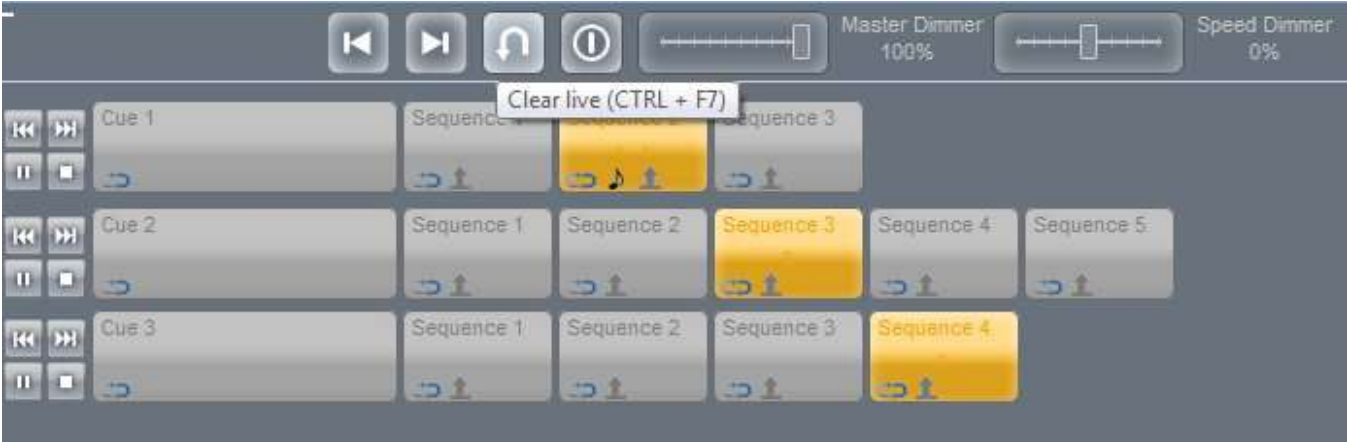 Master Dimmer
100%
Speed Dimmer
0%
Clear live (CTRL + F7)
Cue 1
Sequence 3
Cue 2
Sequence 1
Sequence 2
Sequence 3
Sequence 4
Sequence 5
Cue 3
Sequence 1
Sequence 2
Sequence 3
Sequence 4